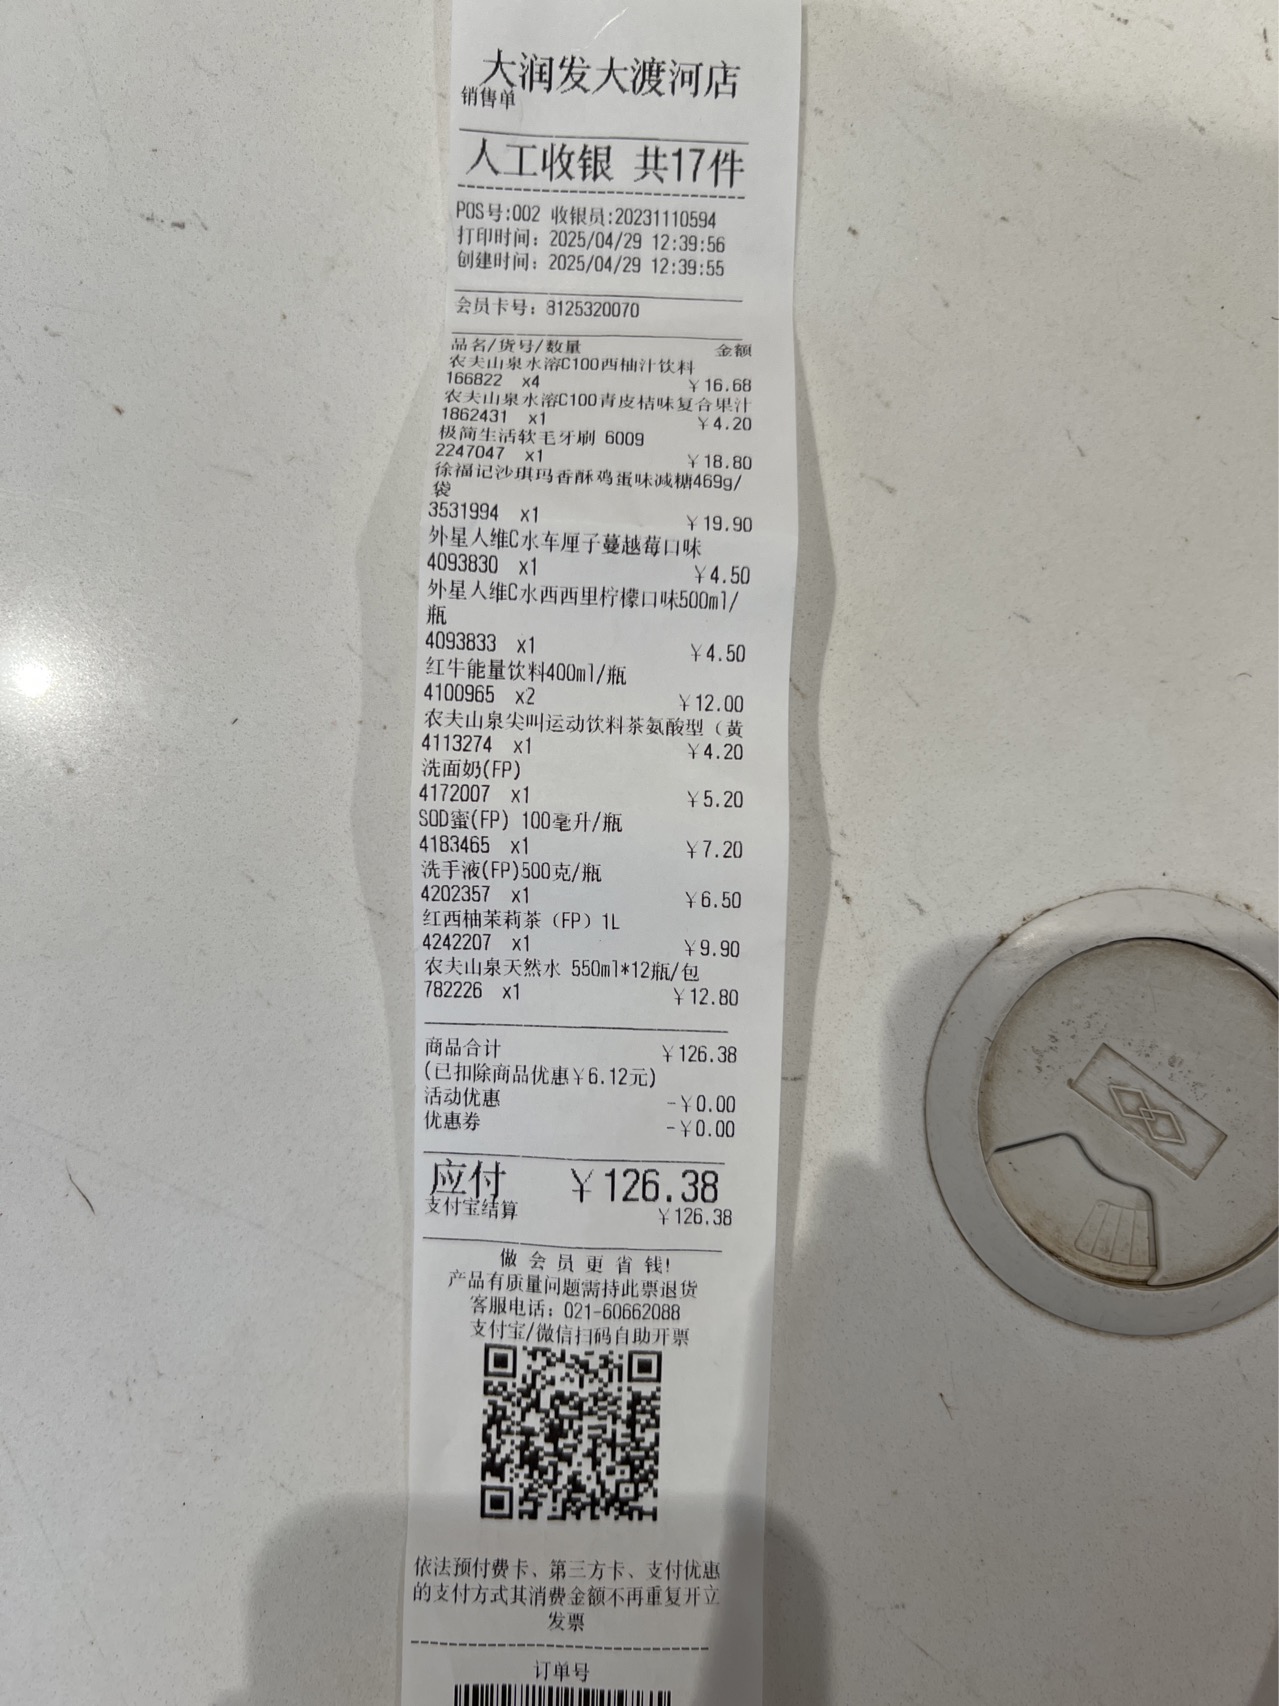 大润发大渡河店
销售单
人工收银 共17件
POS号:002 收银员:20231110594
打印时间: 2025/04/29 12:39:56
创建时间: 2025/04/29 12:39:55
会员卡号: 8125320070
品名/货号/数量 金额
农夫山泉水溶C100西柚汁饮料
166822 x4 ￥16.68
农夫山泉水溶C100青皮桔味复合果汁
1862431 x1 ￥4.20
极简生活软毛牙刷 6009
2247047 x1 ￥18.80
徐福记沙琪玛香酥鸡蛋味减糖469g/
袋
3531994 x1 ￥19.90
外星人维C水车厘子蔓越莓口味
4093830 x1 ￥4.50
外星人维C水西西里柠檬口味500ml/
瓶
4093833 x1 ￥4.50
红牛能量饮料400ml/瓶
4100965 x2 ￥12.00
农夫山泉尖叫运动饮料茶氨酸型（黄
4113274 x1 ￥4.20
洗面奶(FP)
4172007 x1 ￥5.20
SOD蜜(FP) 100毫升/瓶
4183465 x1 ￥7.20
洗手液(FP)500克/瓶
4202357 x1 ￥6.50
红西柚茉莉茶（FP）1L
4242207 x1 ￥9.90
农夫山泉天然水 550ml*12瓶/包
782226 x1 ￥12.80
商品合计 ￥126.38
(已扣除商品优惠￥6.12元)
活动优惠 -￥0.00
优惠券 -￥0.00
应付 ￥126.38
支付宝结算 ￥126.38
做会员更省钱!
产品有质量问题需持此票退货
客服电话: 021-60662088
支付宝/微信扫码自助开票
依法预付费卡、第三方卡、支付优惠
的支付方式其消费金额不再重复开立
发票
订单号